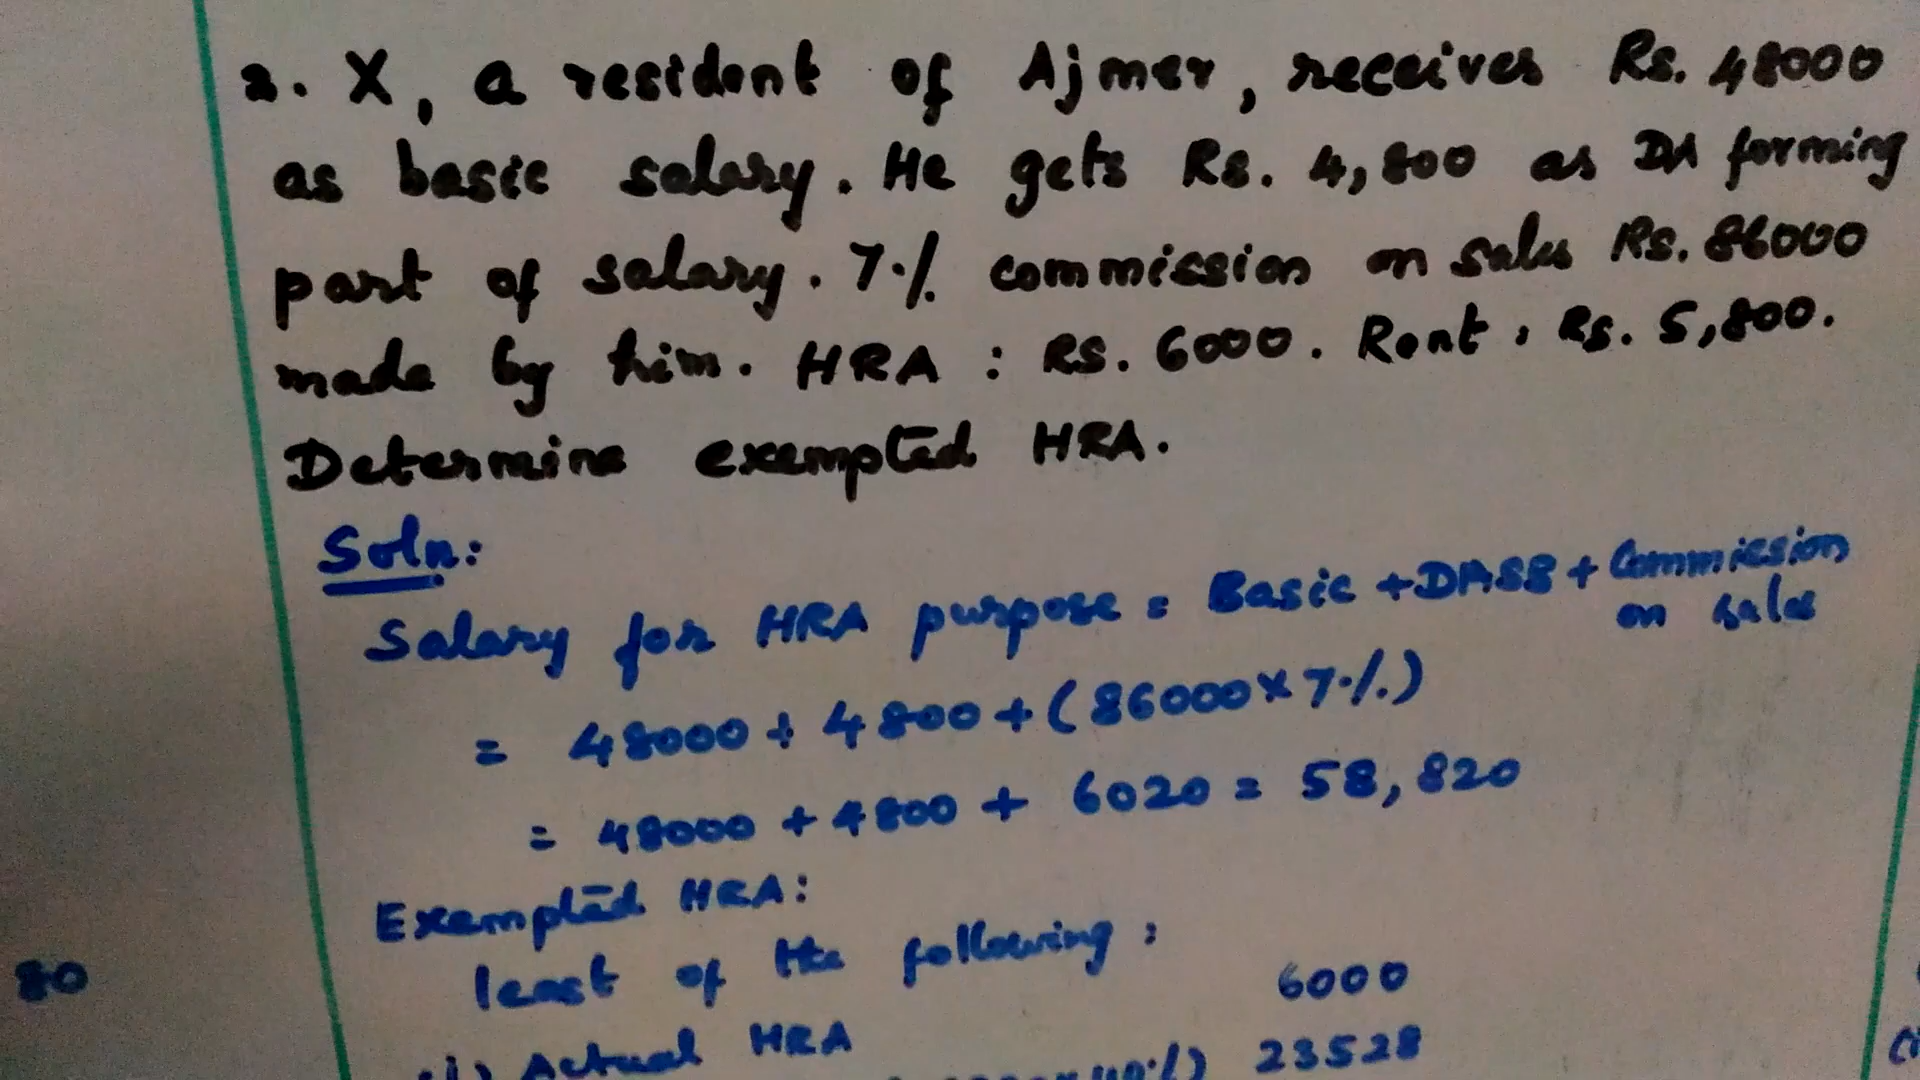 2. X, a resident of Ajmer, receives Rs. 48000
as basic salary. He gets Rs. 4,800 as DA forming
part of salary. 7% commission on sales Rs. 86000
made by him. HRA : RS. 6000. Rent : Rs. 5,800.
Determine exempted HRA.
Soln:
Salary for HRA purpose = Basic + DASB + Commission
on sales
= 48000 + 4800 + (86000 x 7%)
= 48000 + 4800 + 6020 = 58,820
Exempted HRA:
least of the following :
(i) Actual HRA 6000
40%) 23528
80